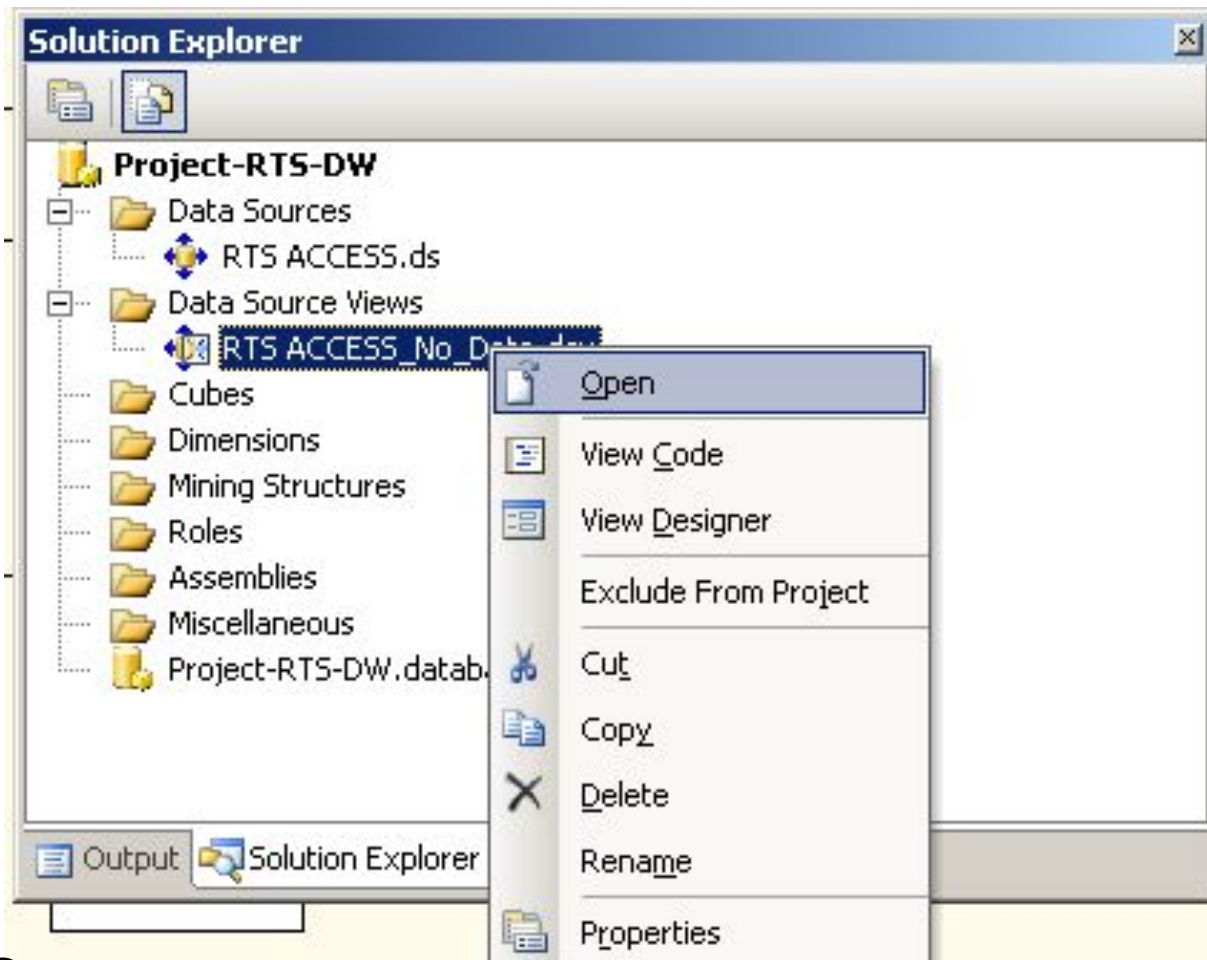 Solution Explorer
Project-RTS-DW
Data Sources
RTS ACCESS.ds
Data Source Views
RTS ACCESS_No_Data.dsv
Cubes
Dimensions
Mining Structures
Roles
Assemblies
Miscellaneous
Project-RTS-DW.datab
Open
View Code
View Designer
Exclude From Project
Cut
Copy
Delete
Rename
Properties
Output
Solution Explorer